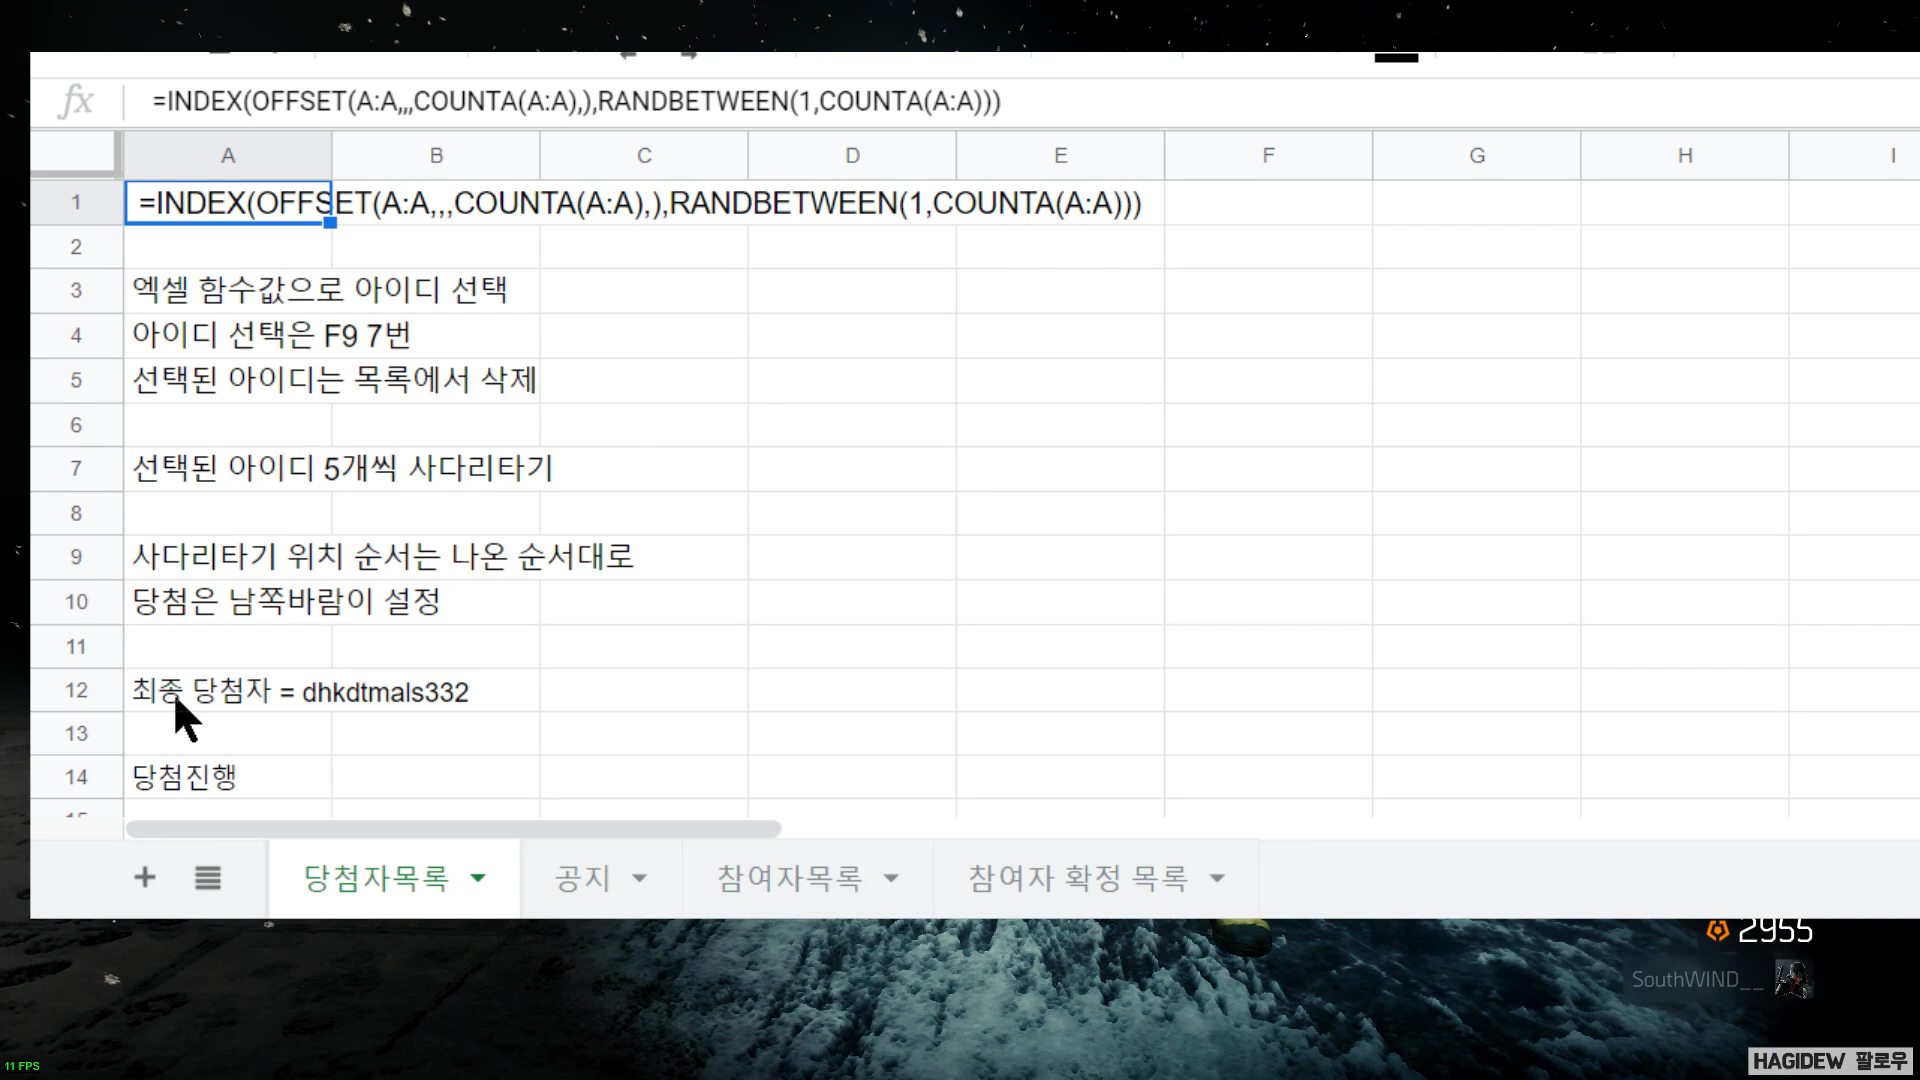 fx =INDEX(OFFSET(A:A,,,COUNTA(A:A),),RANDBETWEEN(1,COUNTA(A:A)))
A B C D E F G H I
1 =INDEX(OFFSET(A:A,,,COUNTA(A:A),),RANDBETWEEN(1,COUNTA(A:A)))
2
3 엑셀 함수값으로 아이디 선택
4 아이디 선택은 F9 7번
5 선택된 아이디는 목록에서 삭제
6
7 선택된 아이디 5개씩 사다리타기
8
9 사다리타기 위치 순서는 나온 순서대로
10 당첨은 남쪽바람이 설정
11
12 최종 당첨자 = dhkdtmals332
13
14 당첨진행
당첨자목록 공지 참여자목록 참여자 확정 목록
2955
SouthWIND__
11 FPS
HAGIDEW 팔로우